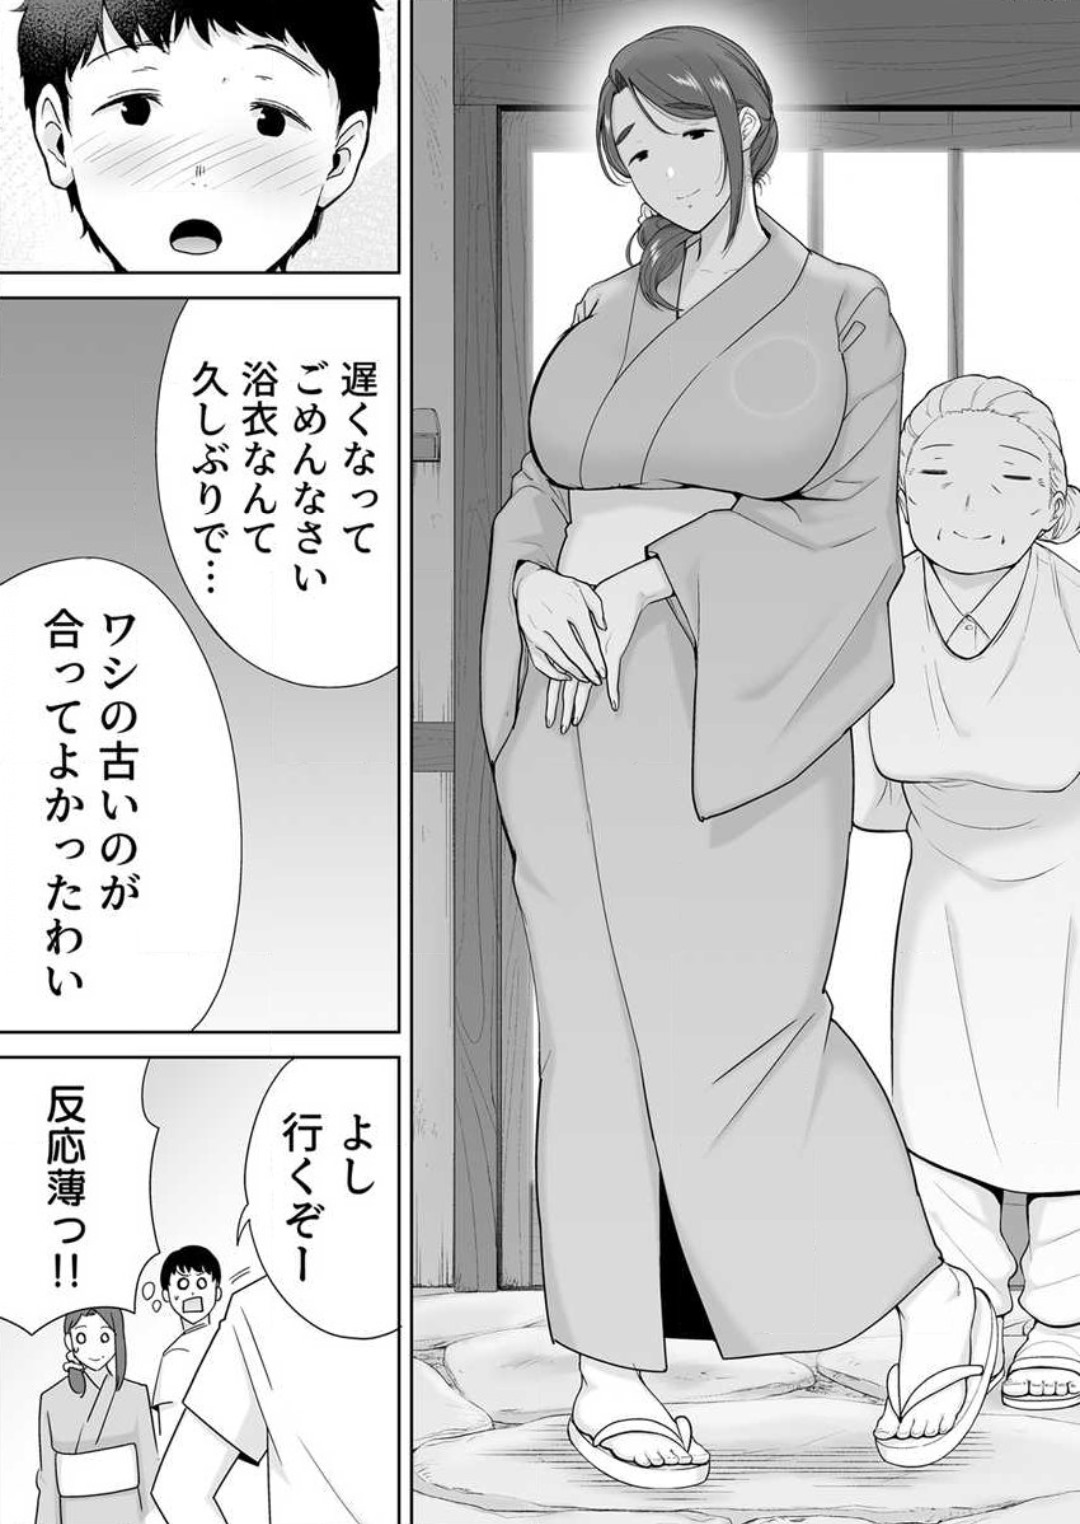 遅くなって
ごめんなさい
浴衣なんて
久しぶりで…
ワシの古いのが
合ってよかったわい
よし
行くぞー
反応薄っ!!